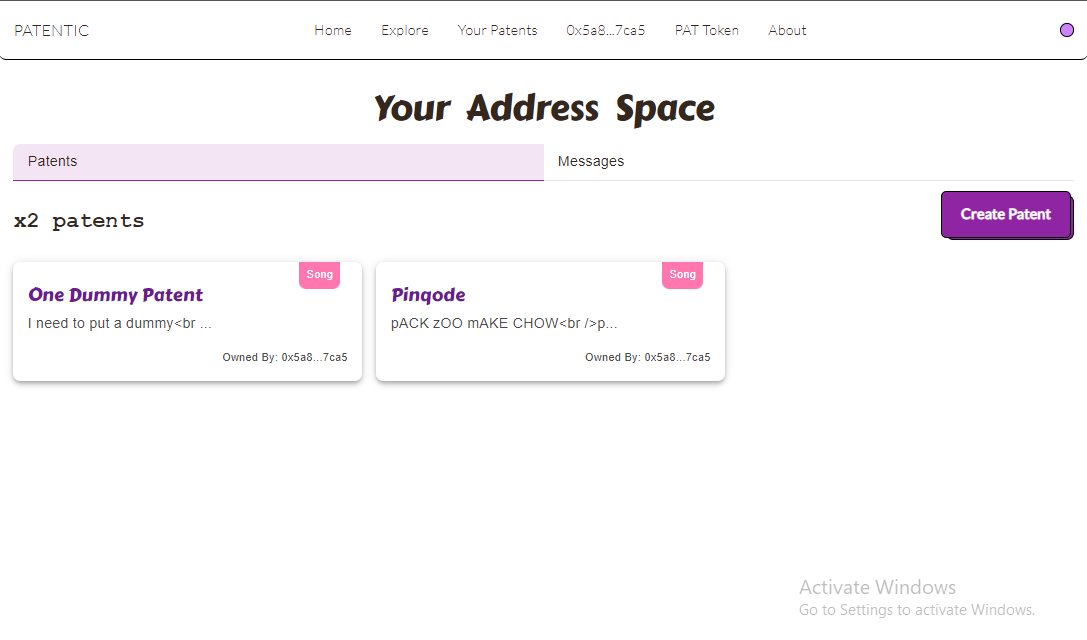 PATENTIC Home Explore Your Patents 0x5a8...7ca5 PAT Token About
Your Address Space
Patents Messages
x2 patents Create Patent
Song
One Dummy Patent
I need to put a dummy<br ...
Owned By: 0x5a8...7ca5
Song
Pinqode
pACK zOO mAKE CHOW<br />p...
Owned By: 0x5a8...7ca5
Activate Windows
Go to Settings to activate Windows.